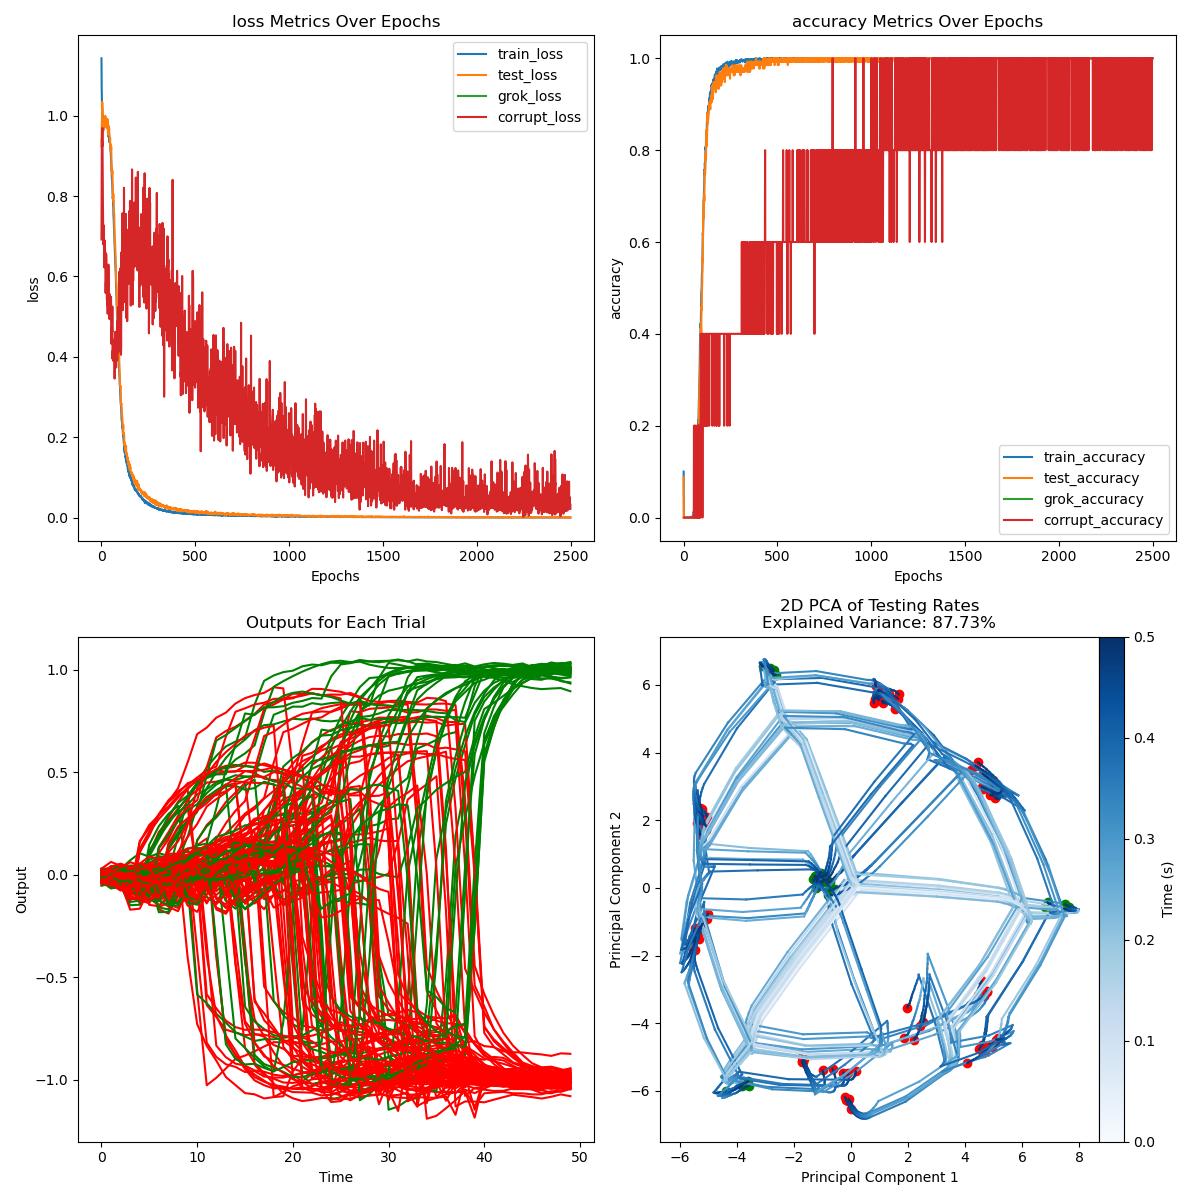 loss Metrics Over Epochs
loss
1.0
0.8
0.6
0.4
0.2
0.0
0
500
1000
1500
2000
2500
Epochs
train_loss
test_loss
grok_loss
corrupt_loss
accuracy Metrics Over Epochs
accuracy
1.0
0.8
0.6
0.4
0.2
0.0
0
500
1000
1500
2000
2500
Epochs
train_accuracy
test_accuracy
grok_accuracy
corrupt_accuracy
Outputs for Each Trial
Output
1.0
0.5
0.0
−0.5
−1.0
0
10
20
30
40
50
Time
2D PCA of Testing Rates
Explained Variance: 87.73%
Principal Component 2
6
4
2
0
−2
−4
−6
−6
−4
−2
0
2
4
6
8
Principal Component 1
0.5
0.4
0.3
0.2
0.1
0.0
Time (s)